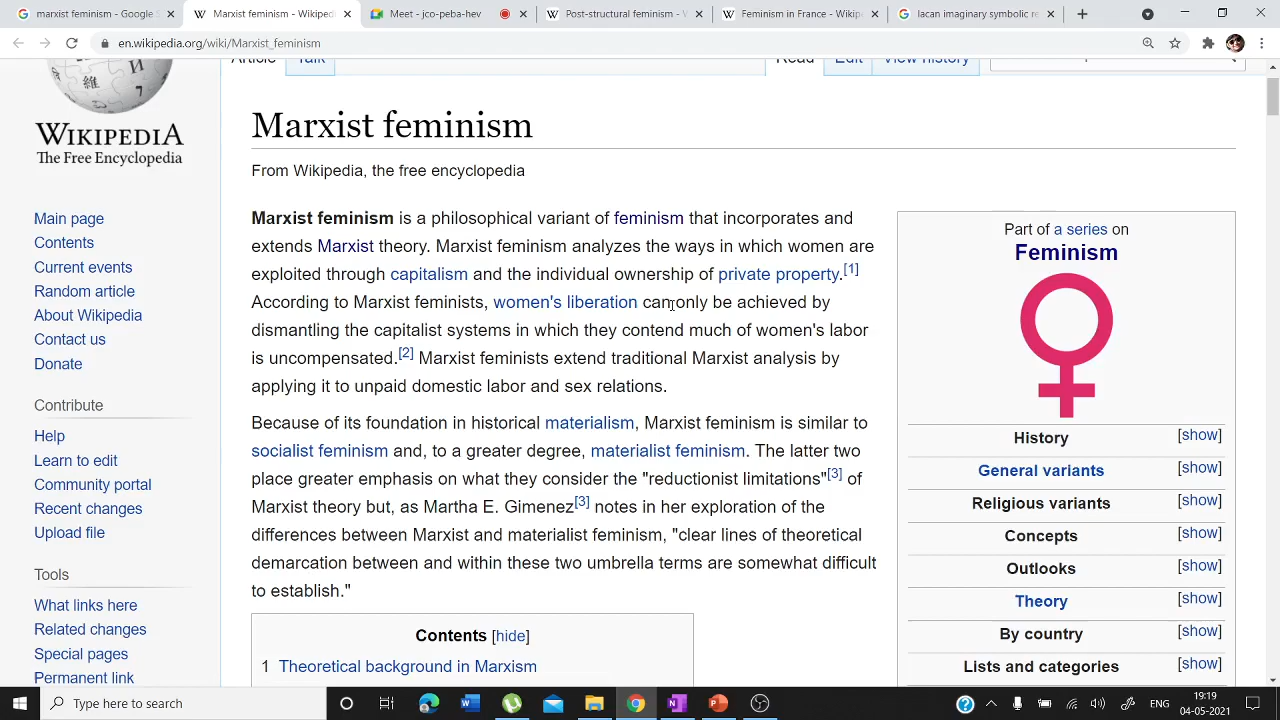 marxist feminism - Google S
Marxist feminism - Wikiped
Meet - jco-peba-hev
Post-structural feminism - W
Feminism in France - Wikipe
lacan imaginary symbolic re
en.wikipedia.org/wiki/Marxist_feminism
Article Talk Read Edit View history
WIKIPEDIA
The Free Encyclopedia
Main page
Contents
Current events
Random article
About Wikipedia
Contact us
Donate
Contribute
Help
Learn to edit
Community portal
Recent changes
Upload file
Tools
What links here
Related changes
Special pages
Permanent link
Marxist feminism
From Wikipedia, the free encyclopedia
Marxist feminism is a philosophical variant of feminism that incorporates and
extends Marxist theory. Marxist feminism analyzes the ways in which women are
exploited through capitalism and the individual ownership of private property.[1]
According to Marxist feminists, women's liberation can only be achieved by
dismantling the capitalist systems in which they contend much of women's labor
is uncompensated.[2] Marxist feminists extend traditional Marxist analysis by
applying it to unpaid domestic labor and sex relations.
Because of its foundation in historical materialism, Marxist feminism is similar to
socialist feminism and, to a greater degree, materialist feminism. The latter two
place greater emphasis on what they consider the "reductionist limitations"[3] of
Marxist theory but, as Martha E. Gimenez[3] notes in her exploration of the
differences between Marxist and materialist feminism, "clear lines of theoretical
demarcation between and within these two umbrella terms are somewhat difficult
to establish."
Contents [hide]
1 Theoretical background in Marxism
Part of a series on
Feminism
History [show]
General variants [show]
Religious variants [show]
Concepts [show]
Outlooks [show]
Theory [show]
By country [show]
Lists and categories [show]
Type here to search
ENG
19:19
04-05-2021